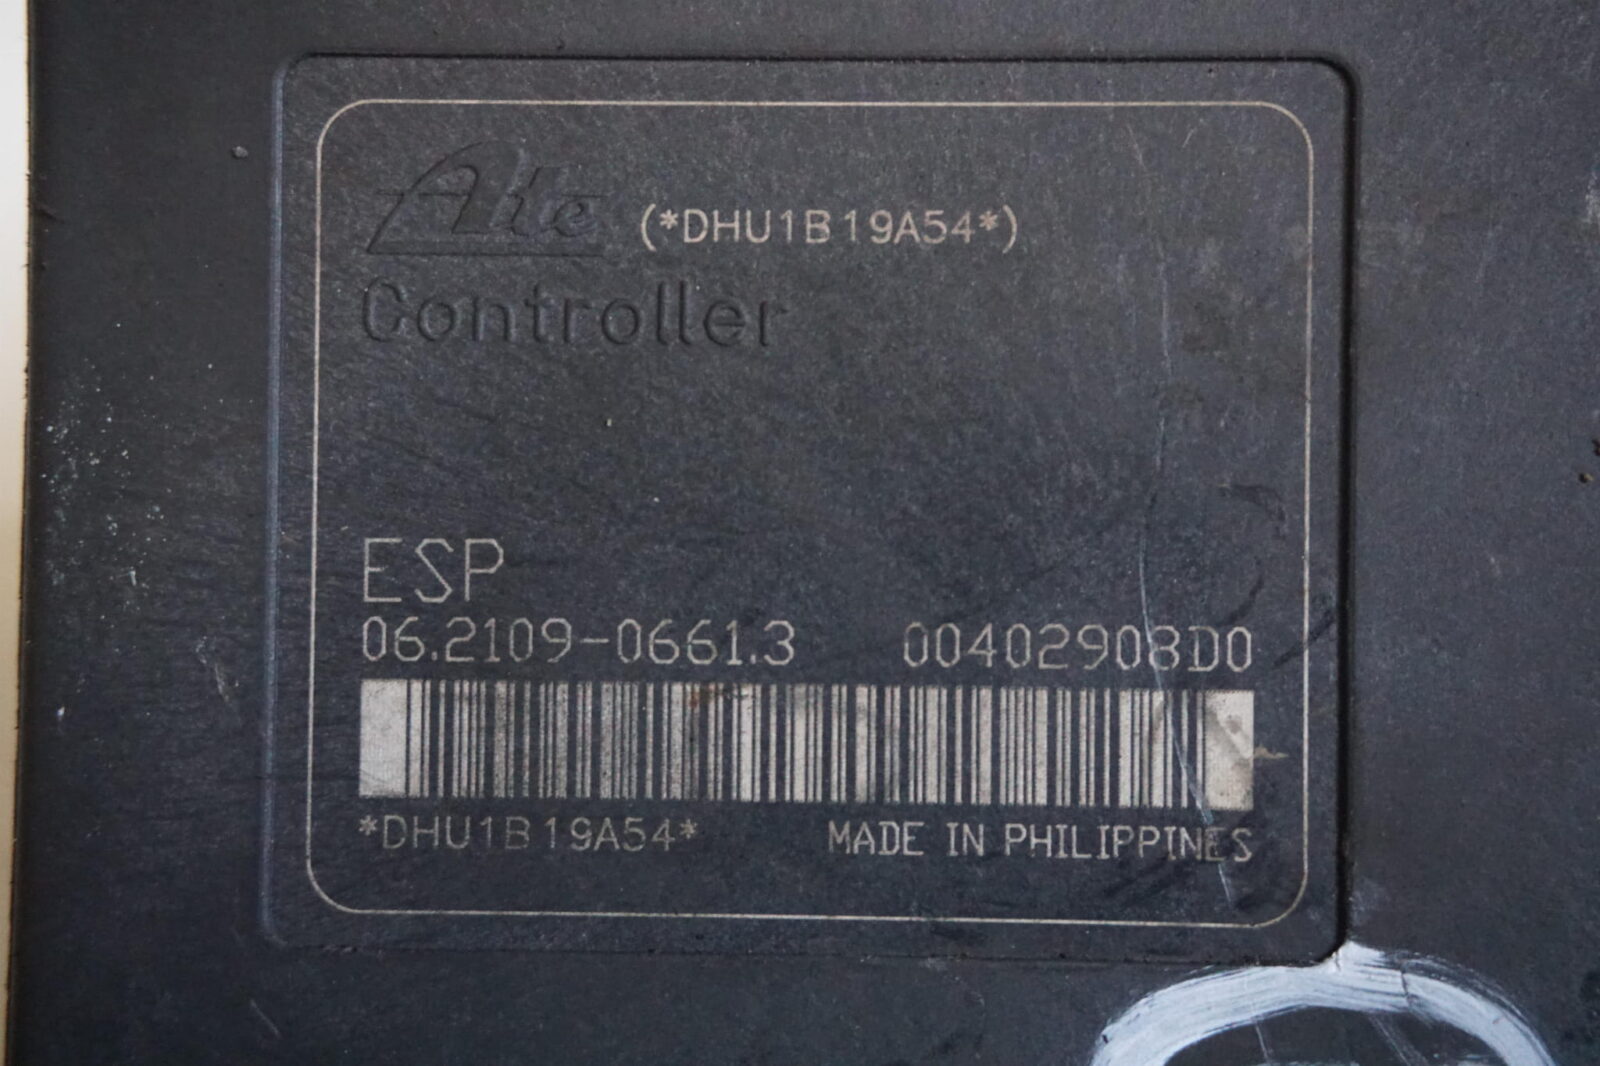 Ate (*DHU1B19A54*)
Controller
ESP
06.2109-0661.3 00402908D0
*DHU1B19A54*
MADE IN PHILIPPINES